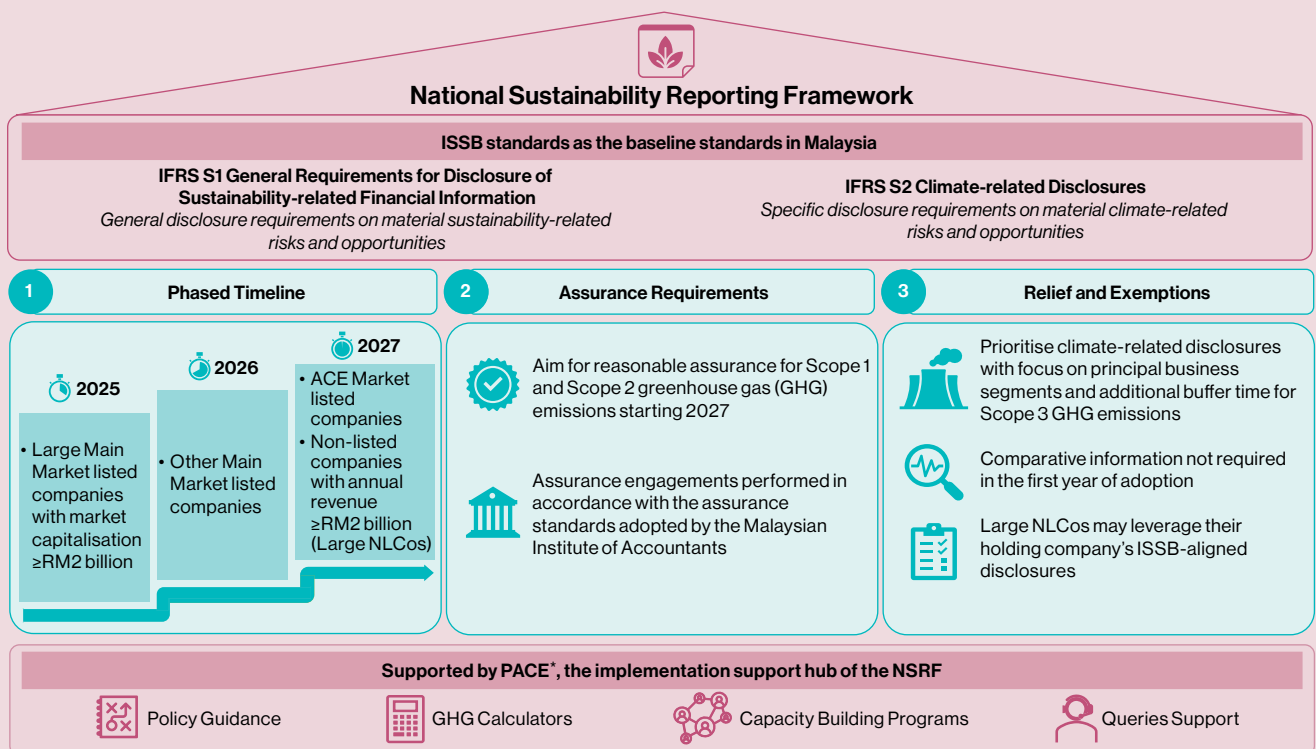 National Sustainability Reporting Framework
ISSB standards as the baseline standards in Malaysia
IFRS S1 General Requirements for Disclosure of
Sustainability-related Financial Information
General disclosure requirements on material sustainability-related
risks and opportunities
IFRS S2 Climate-related Disclosures
Specific disclosure requirements on material climate-related
risks and opportunities
1
Phased Timeline
2025
• Large Main
Market listed
companies
with market
capitalisation
≥RM2 billion
2026
• Other Main
Market listed
companies
2027
• ACE Market
listed
companies
• Non-listed
companies
with annual
revenue
≥RM2 billion
(Large NLCos)
2
Assurance Requirements
Aim for reasonable assurance for Scope 1
and Scope 2 greenhouse gas (GHG)
emissions starting 2027
Assurance engagements performed in
accordance with the assurance
standards adopted by the Malaysian
Institute of Accountants
3
Relief and Exemptions
Prioritise climate-related disclosures
with focus on principal business
segments and additional buffer time for
Scope 3 GHG emissions
Comparative information not required
in the first year of adoption
Large NLCos may leverage their
holding company's ISSB-aligned
disclosures
Supported by PACE*, the implementation support hub of the NSRF
Policy Guidance
GHG Calculators
Capacity Building Programs
Queries Support